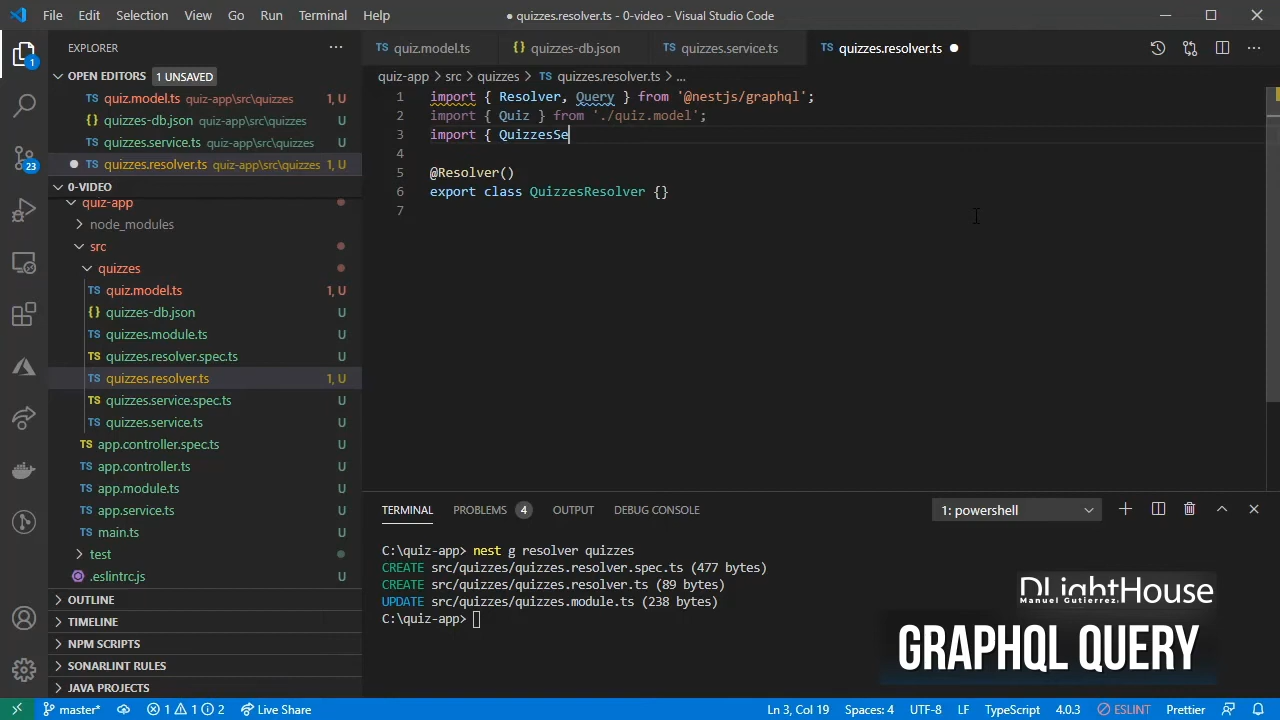 File Edit Selection View Go Run Terminal Help
● quizzes.resolver.ts - 0-video - Visual Studio Code
EXPLORER
OPEN EDITORS 1 UNSAVED
TS quiz.model.ts quiz-app\src\quizzes 1, U
{} quizzes-db.json quiz-app\src\quizzes U
TS quizzes.service.ts quiz-app\src\quizzes U
● TS quizzes.resolver.ts quiz-app\src\quizzes 1, U
0-VIDEO
quiz-app
node_modules
src
quizzes
TS quiz.model.ts 1, U
{} quizzes-db.json U
TS quizzes.module.ts U
TS quizzes.resolver.spec.ts U
TS quizzes.resolver.ts 1, U
TS quizzes.service.spec.ts U
TS quizzes.service.ts U
TS app.controller.spec.ts U
TS app.controller.ts U
TS app.module.ts U
TS app.service.ts U
TS main.ts U
test
.eslintrc.js U
OUTLINE
TIMELINE
NPM SCRIPTS
SONARLINT RULES
JAVA PROJECTS
1
23
TS quiz.model.ts {} quizzes-db.json TS quizzes.service.ts TS quizzes.resolver.ts ●
quiz-app > src > quizzes > TS quizzes.resolver.ts > ...
1 import { Resolver, Query } from '@nestjs/graphql';
2 import { Quiz } from './quiz.model';
3 import { QuizzesSe
4
5 @Resolver()
6 export class QuizzesResolver {}
7
TERMINAL PROBLEMS 4 OUTPUT DEBUG CONSOLE 1: powershell
C:\quiz-app> nest g resolver quizzes
CREATE src/quizzes/quizzes.resolver.spec.ts (477 bytes)
CREATE src/quizzes/quizzes.resolver.ts (89 bytes)
UPDATE src/quizzes/quizzes.module.ts (238 bytes)
C:\quiz-app>
DLightHouse
Manuel Gutierrez
GRAPHQL QUERY
master* 1 1 2 Live Share Ln 3, Col 19 Spaces: 4 UTF-8 LF TypeScript 4.0.3 ESLINT Prettier